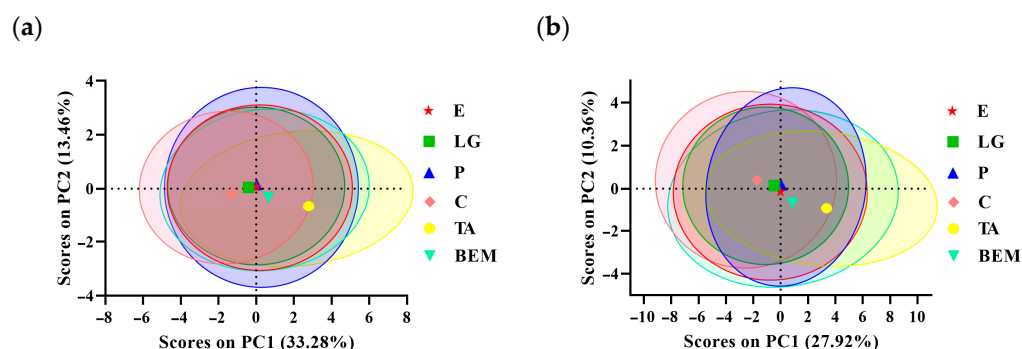 (a)
(b)
Scores on PC2 (13.46%)
4
2
0
−2
−4
−8 −6 −4 −2 0 2 4 6 8
Scores on PC1 (33.28%)
E
LG
P
C
TA
BEM
Scores on PC2 (10.36%)
4
2
0
−2
−4
−10 −8 −6 −4 −2 0 2 4 6 8 10
Scores on PC1 (27.92%)
E
LG
P
C
TA
BEM